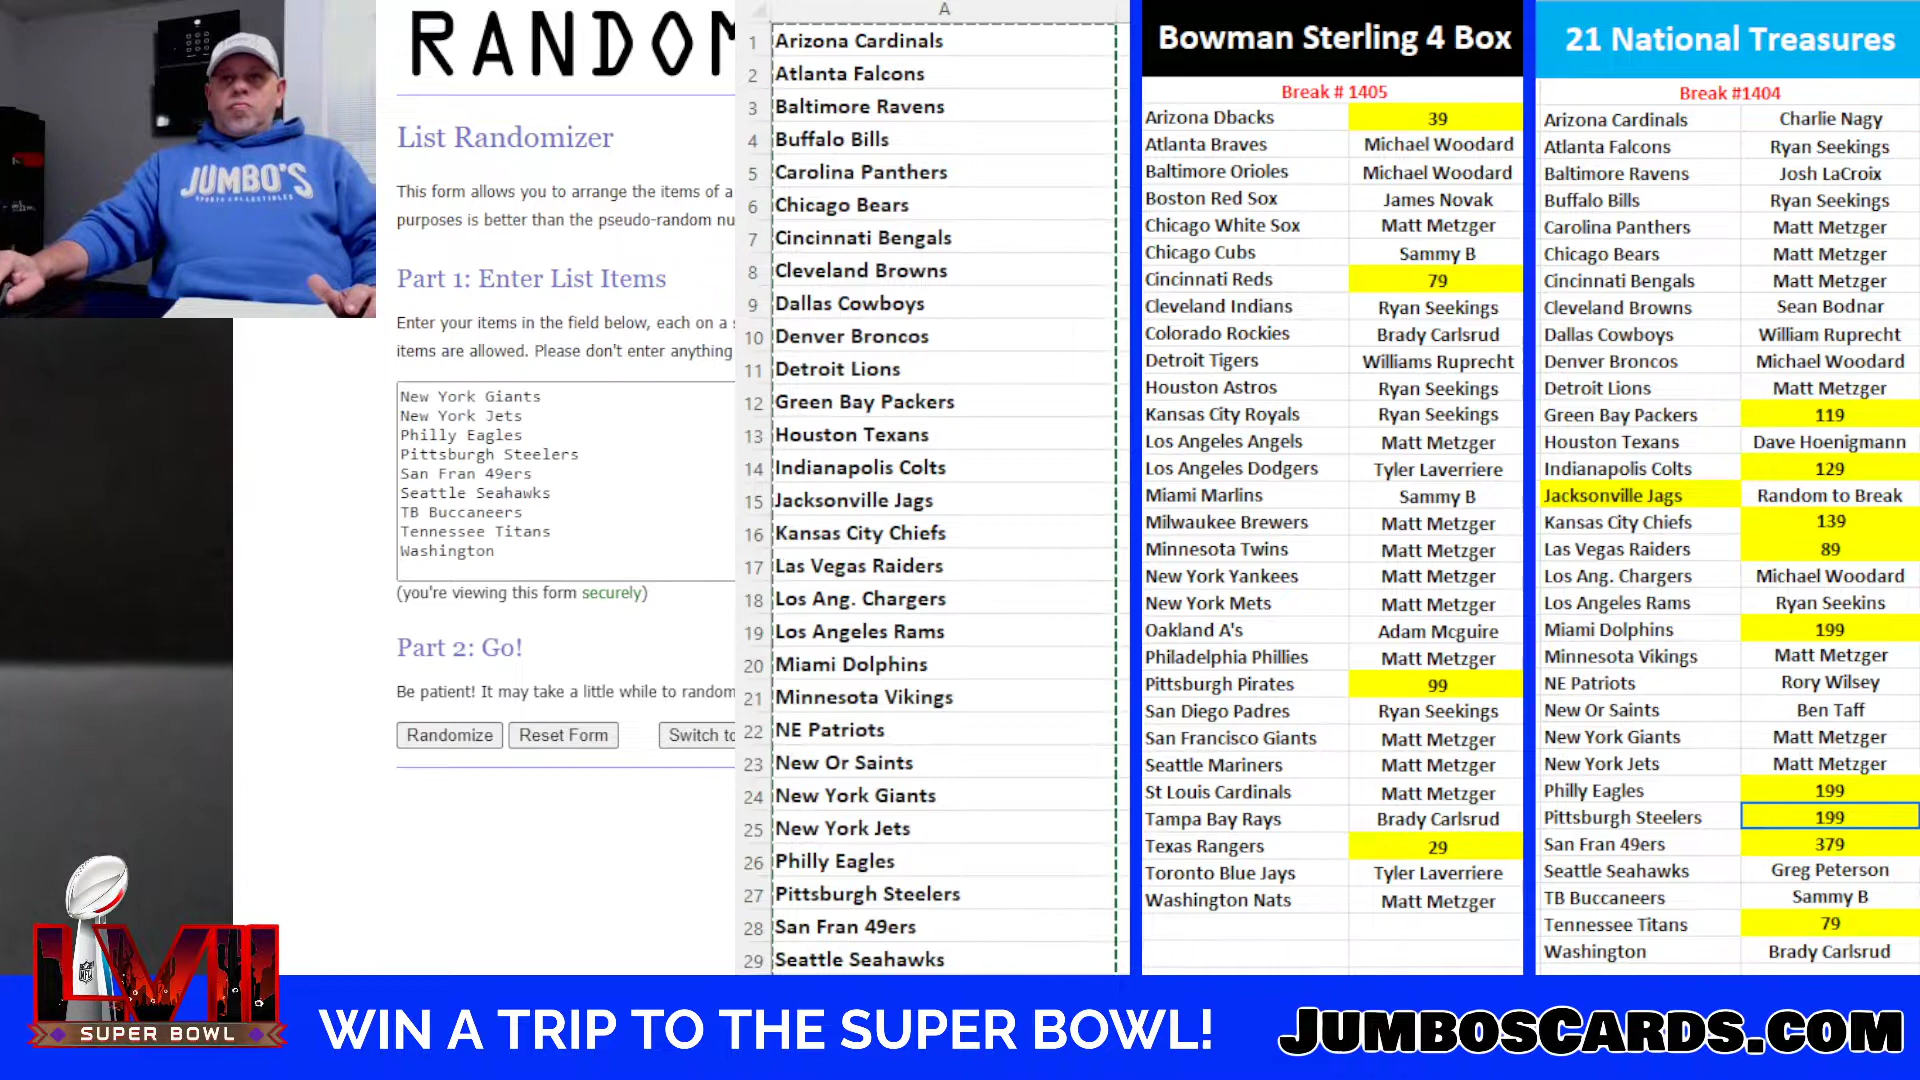 RANDOM
List Randomizer
This form allows you to arrange the items of a
purposes is better than the pseudo-random nu
Part 1: Enter List Items
Enter your items in the field below, each on a s
items are allowed. Please don't enter anything
New York Giants
New York Jets
Philly Eagles
Pittsburgh Steelers
San Fran 49ers
Seattle Seahawks
TB Buccaneers
Tennessee Titans
Washington
(you're viewing this form securely)
Part 2: Go!
Be patient! It may take a little while to random
Randomize Reset Form Switch to
JUMBO'S
SPORTS COLLECTIBLES
A
1 Arizona Cardinals
2 Atlanta Falcons
3 Baltimore Ravens
4 Buffalo Bills
5 Carolina Panthers
6 Chicago Bears
7 Cincinnati Bengals
8 Cleveland Browns
9 Dallas Cowboys
10 Denver Broncos
11 Detroit Lions
12 Green Bay Packers
13 Houston Texans
14 Indianapolis Colts
15 Jacksonville Jags
16 Kansas City Chiefs
17 Las Vegas Raiders
18 Los Ang. Chargers
19 Los Angeles Rams
20 Miami Dolphins
21 Minnesota Vikings
22 NE Patriots
23 New Or Saints
24 New York Giants
25 New York Jets
26 Philly Eagles
27 Pittsburgh Steelers
28 San Fran 49ers
29 Seattle Seahawks
Bowman Sterling 4 Box
Break # 1405
Arizona Dbacks 39
Atlanta Braves Michael Woodard
Baltimore Orioles Michael Woodard
Boston Red Sox James Novak
Chicago White Sox Matt Metzger
Chicago Cubs Sammy B
Cincinnati Reds 79
Cleveland Indians Ryan Seekings
Colorado Rockies Brady Carlsrud
Detroit Tigers Williams Ruprecht
Houston Astros Ryan Seekings
Kansas City Royals Ryan Seekings
Los Angeles Angels Matt Metzger
Los Angeles Dodgers Tyler Laverriere
Miami Marlins Sammy B
Milwaukee Brewers Matt Metzger
Minnesota Twins Matt Metzger
New York Yankees Matt Metzger
New York Mets Matt Metzger
Oakland A's Adam Mcguire
Philadelphia Phillies Matt Metzger
Pittsburgh Pirates 99
San Diego Padres Ryan Seekings
San Francisco Giants Matt Metzger
Seattle Mariners Matt Metzger
St Louis Cardinals Matt Metzger
Tampa Bay Rays Brady Carlsrud
Texas Rangers 29
Toronto Blue Jays Tyler Laverriere
Washington Nats Matt Metzger
21 National Treasures
Break #1404
Arizona Cardinals Charlie Nagy
Atlanta Falcons Ryan Seekings
Baltimore Ravens Josh LaCroix
Buffalo Bills Ryan Seekings
Carolina Panthers Matt Metzger
Chicago Bears Matt Metzger
Cincinnati Bengals Matt Metzger
Cleveland Browns Sean Bodnar
Dallas Cowboys William Ruprecht
Denver Broncos Michael Woodard
Detroit Lions Matt Metzger
Green Bay Packers 119
Houston Texans Dave Hoenigmann
Indianapolis Colts 129
Jacksonville Jags Random to Break
Kansas City Chiefs 139
Las Vegas Raiders 89
Los Ang. Chargers Michael Woodard
Los Angeles Rams Ryan Seekins
Miami Dolphins 199
Minnesota Vikings Matt Metzger
NE Patriots Rory Wilsey
New Or Saints Ben Taff
New York Giants Matt Metzger
New York Jets Matt Metzger
Philly Eagles 199
Pittsburgh Steelers 199
San Fran 49ers 379
Seattle Seahawks Greg Peterson
TB Buccaneers Sammy B
Tennessee Titans 79
Washington Brady Carlsrud
LVII
NFL
SUPER BOWL
WIN A TRIP TO THE SUPER BOWL!
JUMBOSCARDS.COM